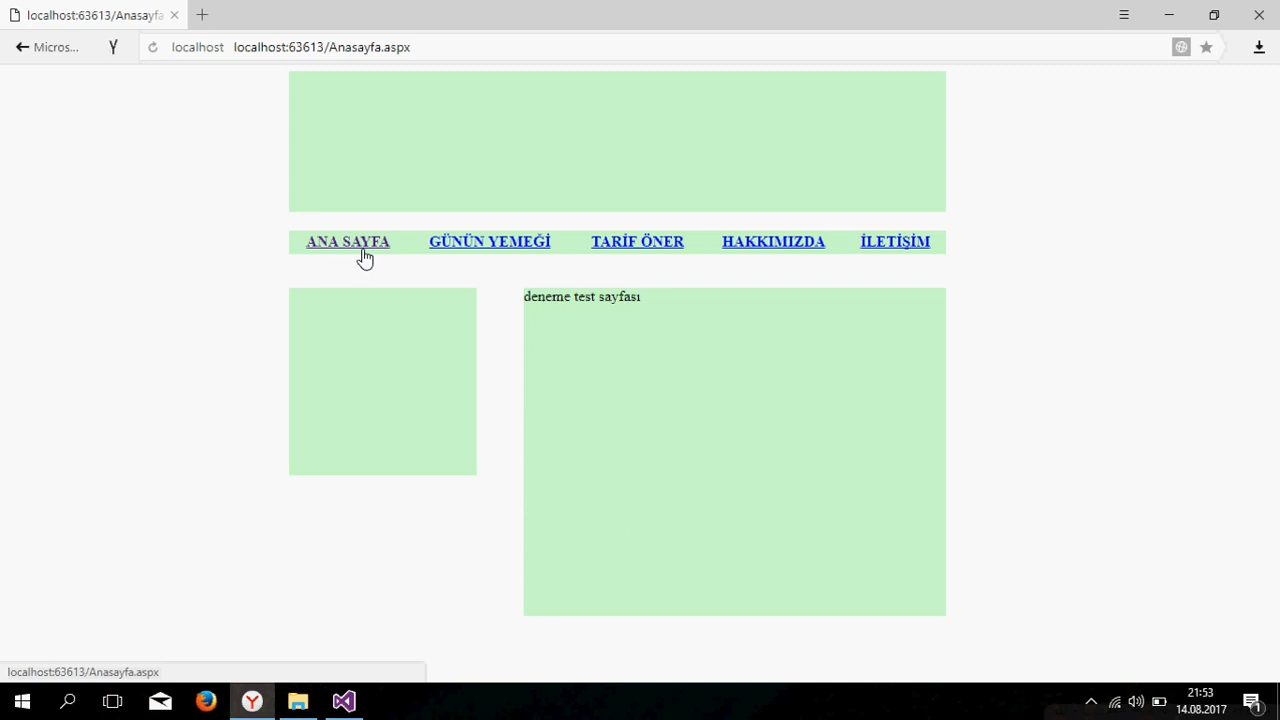 localhost:63613/Anasayfa
Micros...
localhost localhost:63613/Anasayfa.aspx
ANA SAYFA GÜNÜN YEMEĞİ TARİF ÖNER HAKKIMIZDA İLETİŞİM
deneme test sayfası
localhost:63613/Anasayfa.aspx
21:53
14.08.2017
1